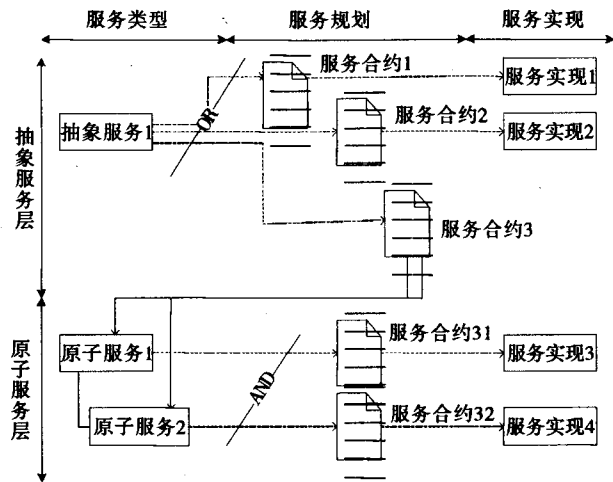 服务类型 服务规划 服务实现
服务合约1
服务实现1
抽象服务1
OR
服务合约2
服务实现2
抽象服务层
服务合约3
原子服务层
原子服务1
服务合约31
服务实现3
AND
原子服务2
服务合约32
服务实现4